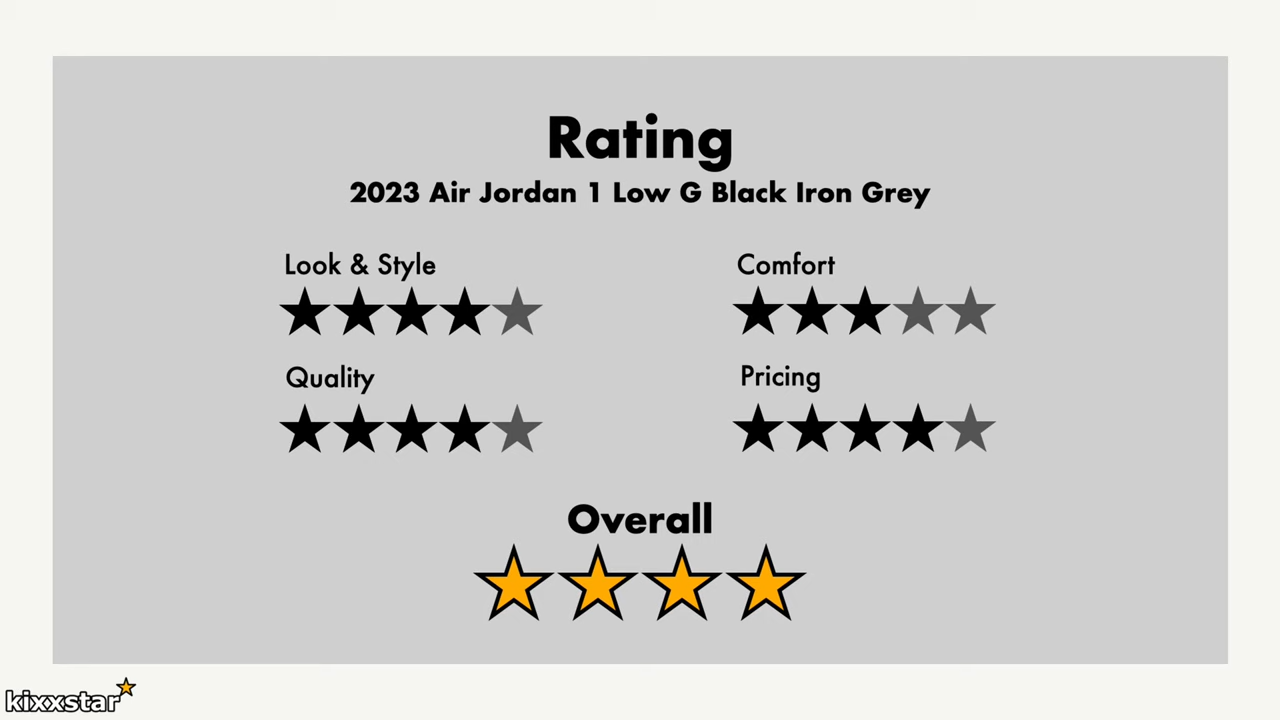 Rating
2023 Air Jordan 1 Low G Black Iron Grey
Look & Style
Comfort
Quality
Pricing
Overall
kixxstar